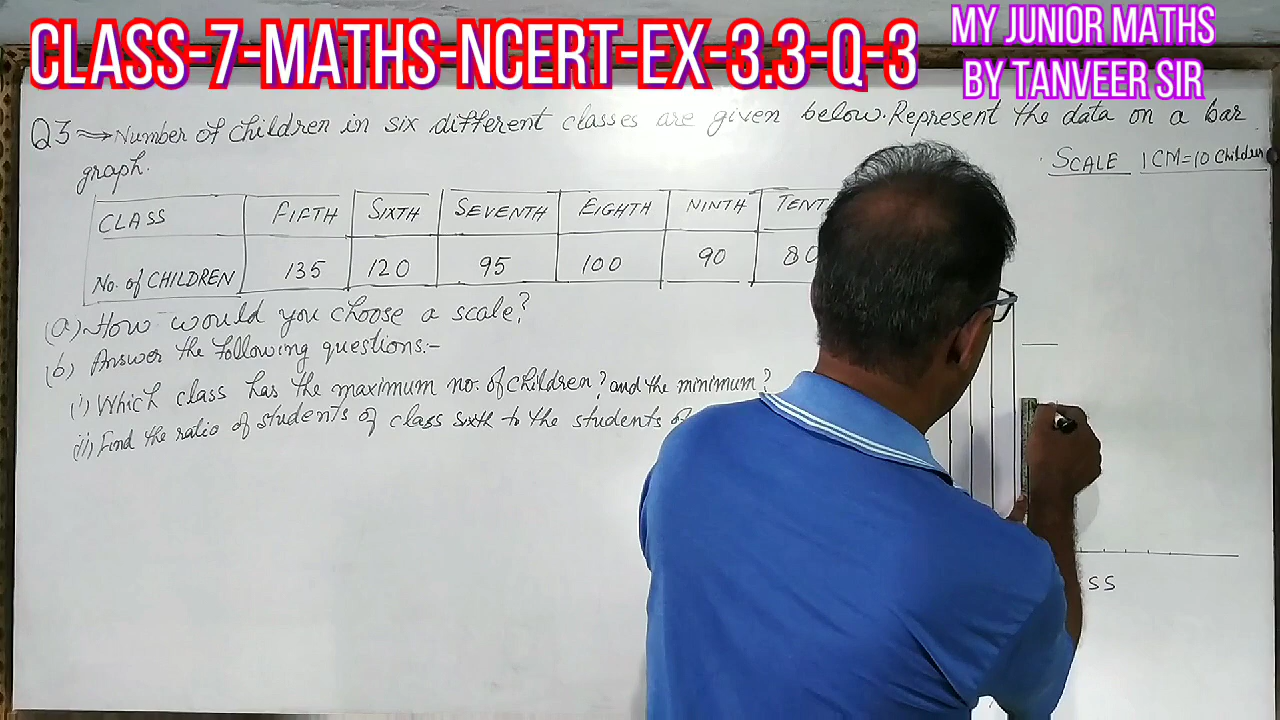 CLASS-7-MATHS-NCERT-EX-3.3-Q-3
MY JUNIOR MATHS
BY TANVEER SIR
Q3 ⟹ Number of children in six different classes are given below. Represent the data on a bar
graph.
SCALE 1 CM = 10 Children
CLASS FIFTH SIXTH SEVENTH EIGHTH NINTH TENT
No. of CHILDREN 135 120 95 100 90 80
(a) How would you choose a scale?
(b) Answer the following questions:-
(i) Which class has the maximum no. of children? and the minimum?
(ii) Find the ratio of students of class sixth to the students of
SS